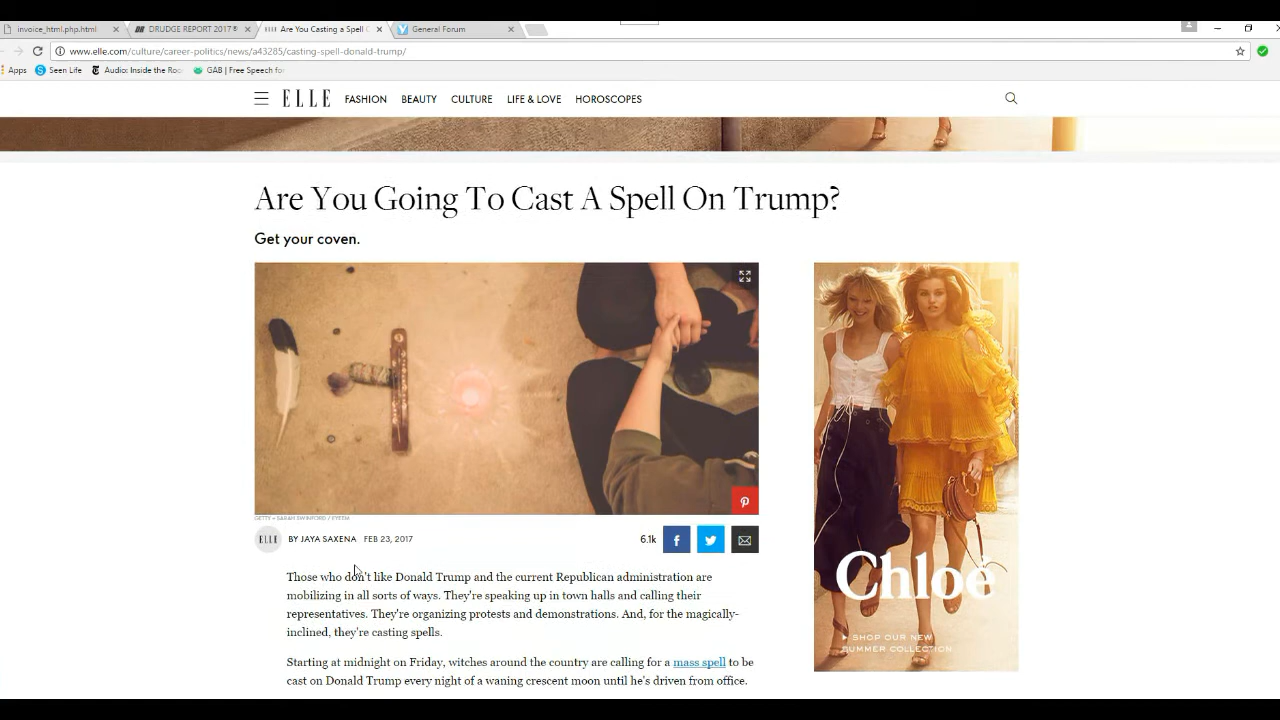 invoice_html.php.html
DRUDGE REPORT 2017®
Are You Casting a Spell
General Forum
www.elle.com/culture/career-politics/news/a43285/casting-spell-donald-trump/
Apps
Seen Life
Audio: Inside the Roo
GAB | Free Speech for
ELLE
FASHION
BEAUTY
CULTURE
LIFE & LOVE
HOROSCOPES
Are You Going To Cast A Spell On Trump?
Get your coven.
GETTY + SARAH SWINFORD / EYEEM
ELLE
BY JAYA SAXENA
FEB 23, 2017
6.1k
Those who don't like Donald Trump and the current Republican administration are
mobilizing in all sorts of ways. They're speaking up in town halls and calling their
representatives. They're organizing protests and demonstrations. And, for the magically-
inclined, they're casting spells.
Starting at midnight on Friday, witches around the country are calling for a mass spell to be
cast on Donald Trump every night of a waning crescent moon until he's driven from office.
Chloé
SHOP OUR NEW
SUMMER COLLECTION